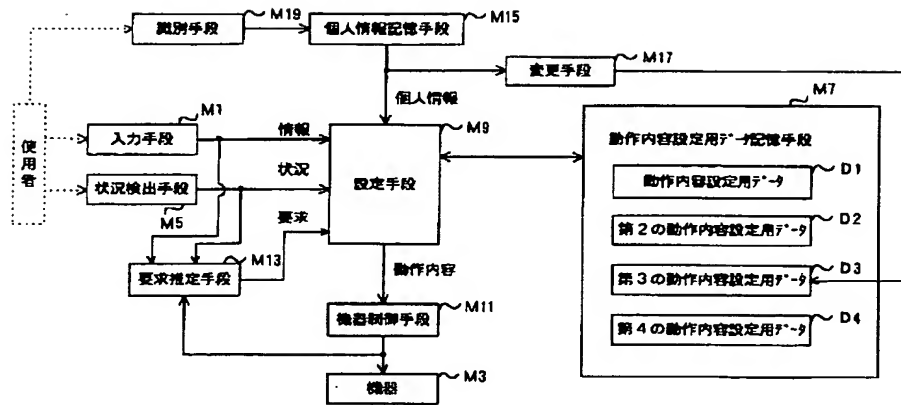 識別手段
M19
個人情報記憶手段
M15
変更手段
M17
個人情報
使用者
入力手段
M1
情報
設定手段
M9
状況検出手段
M5
状況
要求
要求推定手段
M13
動作内容
機器制御手段
M11
機器
M3
M7
動作内容設定用データ記憶手段
動作内容設定用データ
D1
第2の動作内容設定用データ
D2
第3の動作内容設定用データ
D3
第4の動作内容設定用データ
D4